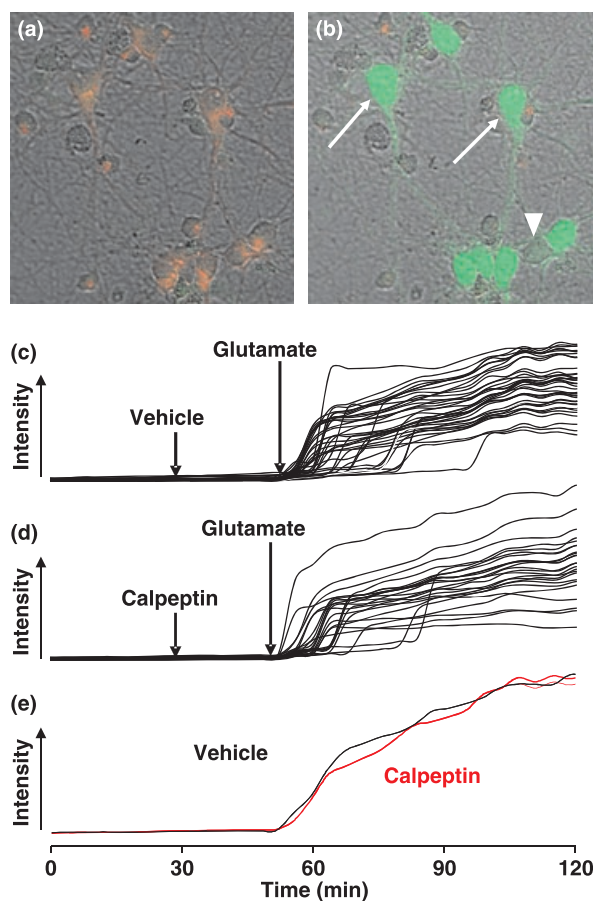 (a)
(b)
(c)
Intensity
Vehicle
Glutamate
(d)
Intensity
Calpeptin
Glutamate
(e)
Intensity
Vehicle
Calpeptin
0 30 60 90 120
Time (min)